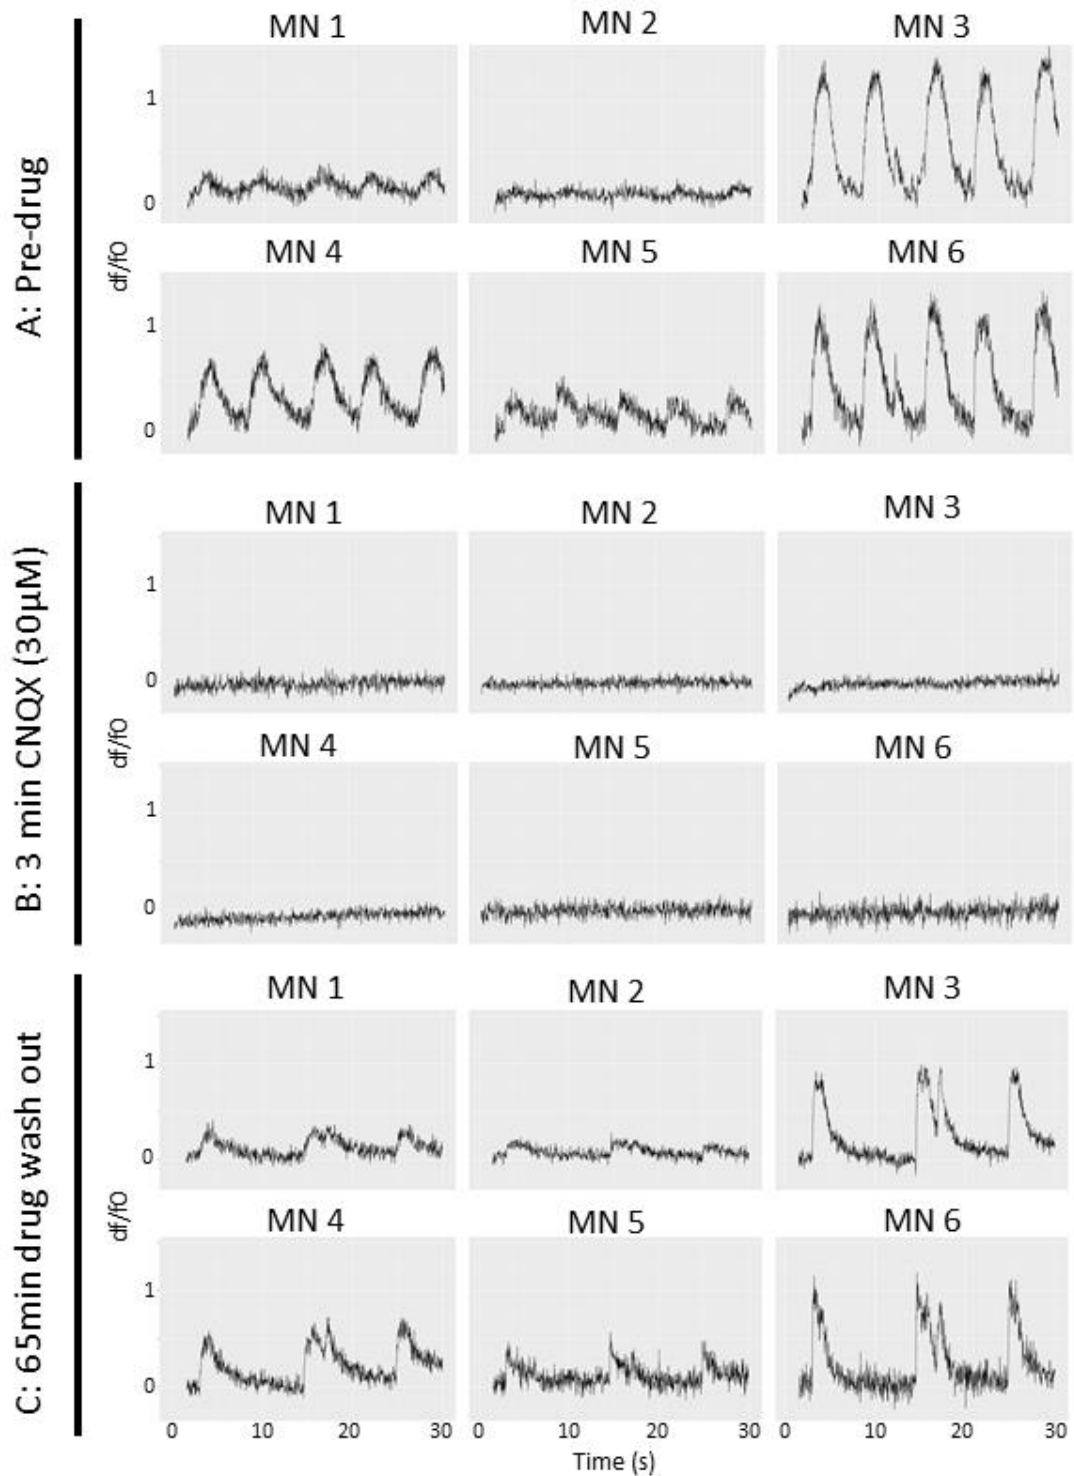 A: Pre-drug
MN 1
MN 2
MN 3
1
0
df/f0
MN 4
MN 5
MN 6
1
0
B: 3 min CNQX (30µM)
MN 1
MN 2
MN 3
1
0
df/f0
MN 4
MN 5
MN 6
1
0
C: 65min drug wash out
MN 1
MN 2
MN 3
1
0
df/f0
MN 4
MN 5
MN 6
1
0
0 10 20 30 0 10 20 30 0 10 20 30
Time (s)